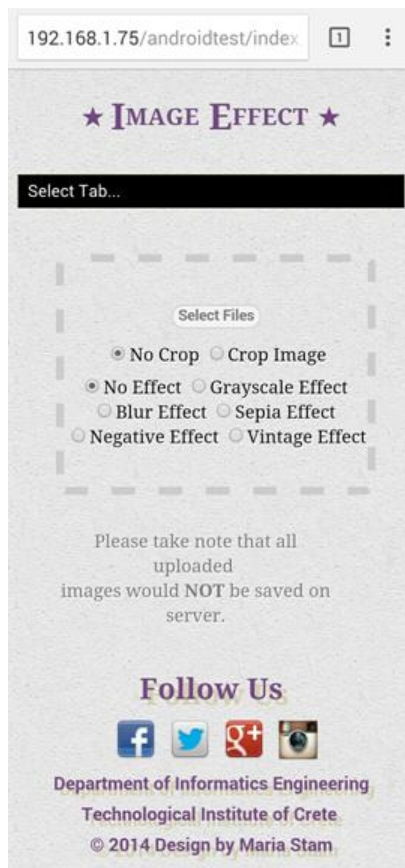 192.168.1.75/androidtest/index
1
★ IMAGE EFFECT ★
Select Tab...
Select Files
No Crop Crop Image
No Effect Grayscale Effect
Blur Effect Sepia Effect
Negative Effect Vintage Effect
Please take note that all
uploaded
images would NOT be saved on
server.
Follow Us
f g+
Department of Informatics Engineering
Technological Institute of Crete
© 2014 Design by Maria Stam